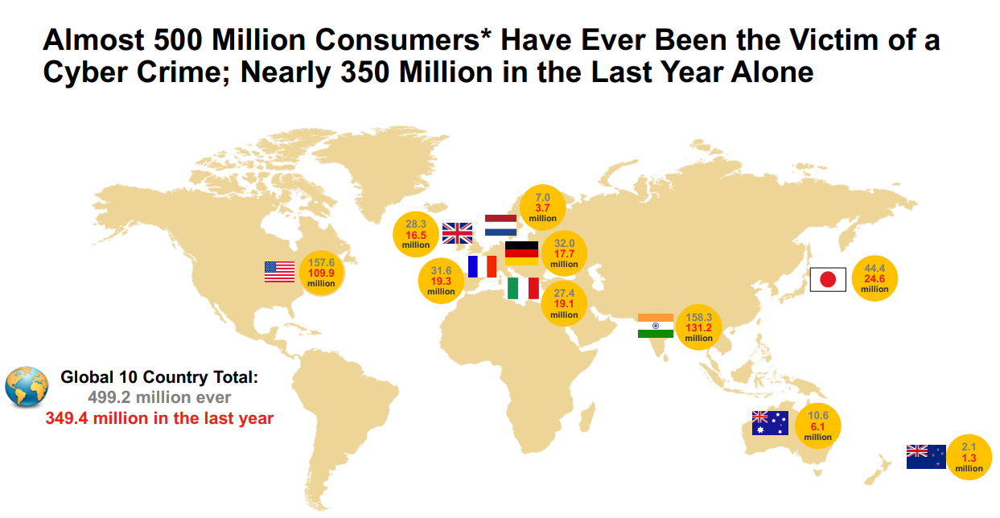 Almost 500 Million Consumers* Have Ever Been the Victim of a
Cyber Crime; Nearly 350 Million in the Last Year Alone
7.0
3.7
million
28.3
16.5
million
32.0
17.7
million
157.6
109.9
million
31.6
19.3
million
44.4
24.6
million
27.4
19.1
million
158.3
131.2
million
Global 10 Country Total:
499.2 million ever
349.4 million in the last year
10.6
6.1
million
2.1
1.3
million